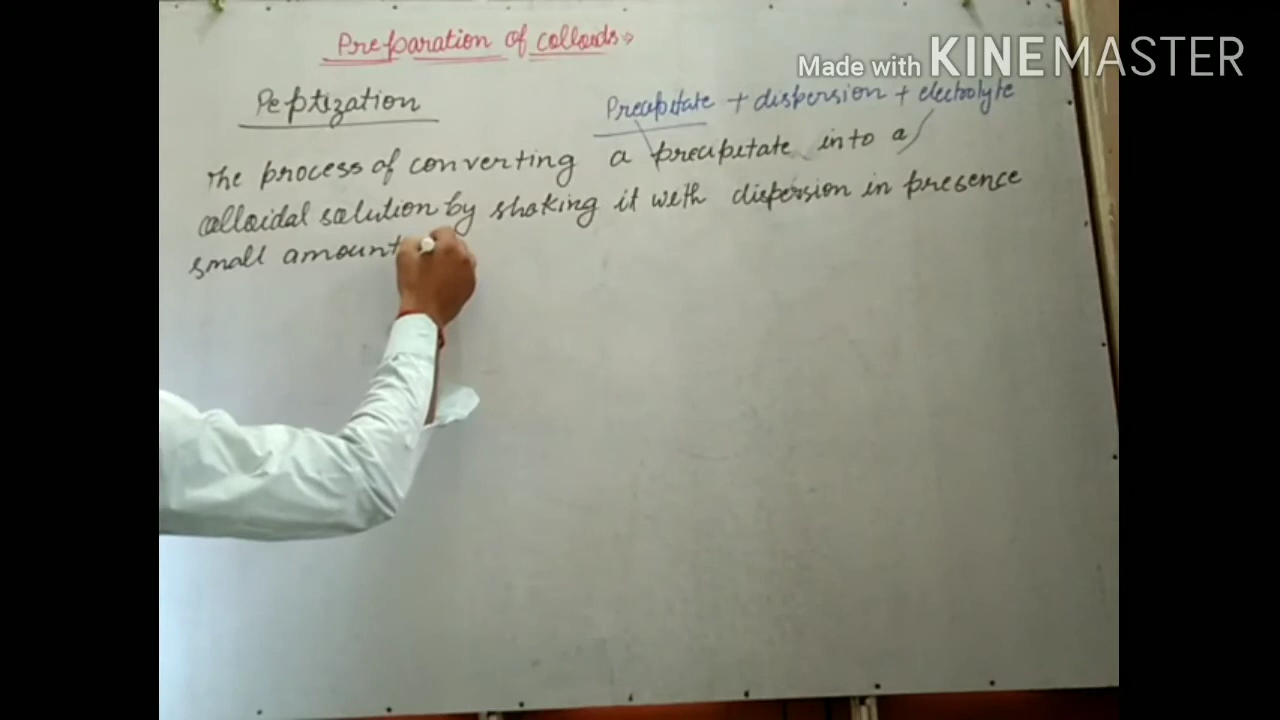 Preparation of colloids →
Made with KINEMASTER
Peptization
Precipitate + dispersion + electrolyte
The process of converting a precipitate into a
colloidal solution by shaking it with dispersion in presence
small amount